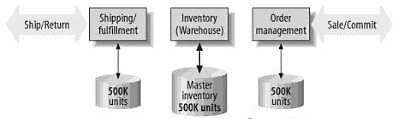 Ship/Return
Shipping/
fulfillment
Inventory
(Warehouse)
Order
management
Sale/Commit
500K
units
Master
inventory
500K units
500K
units